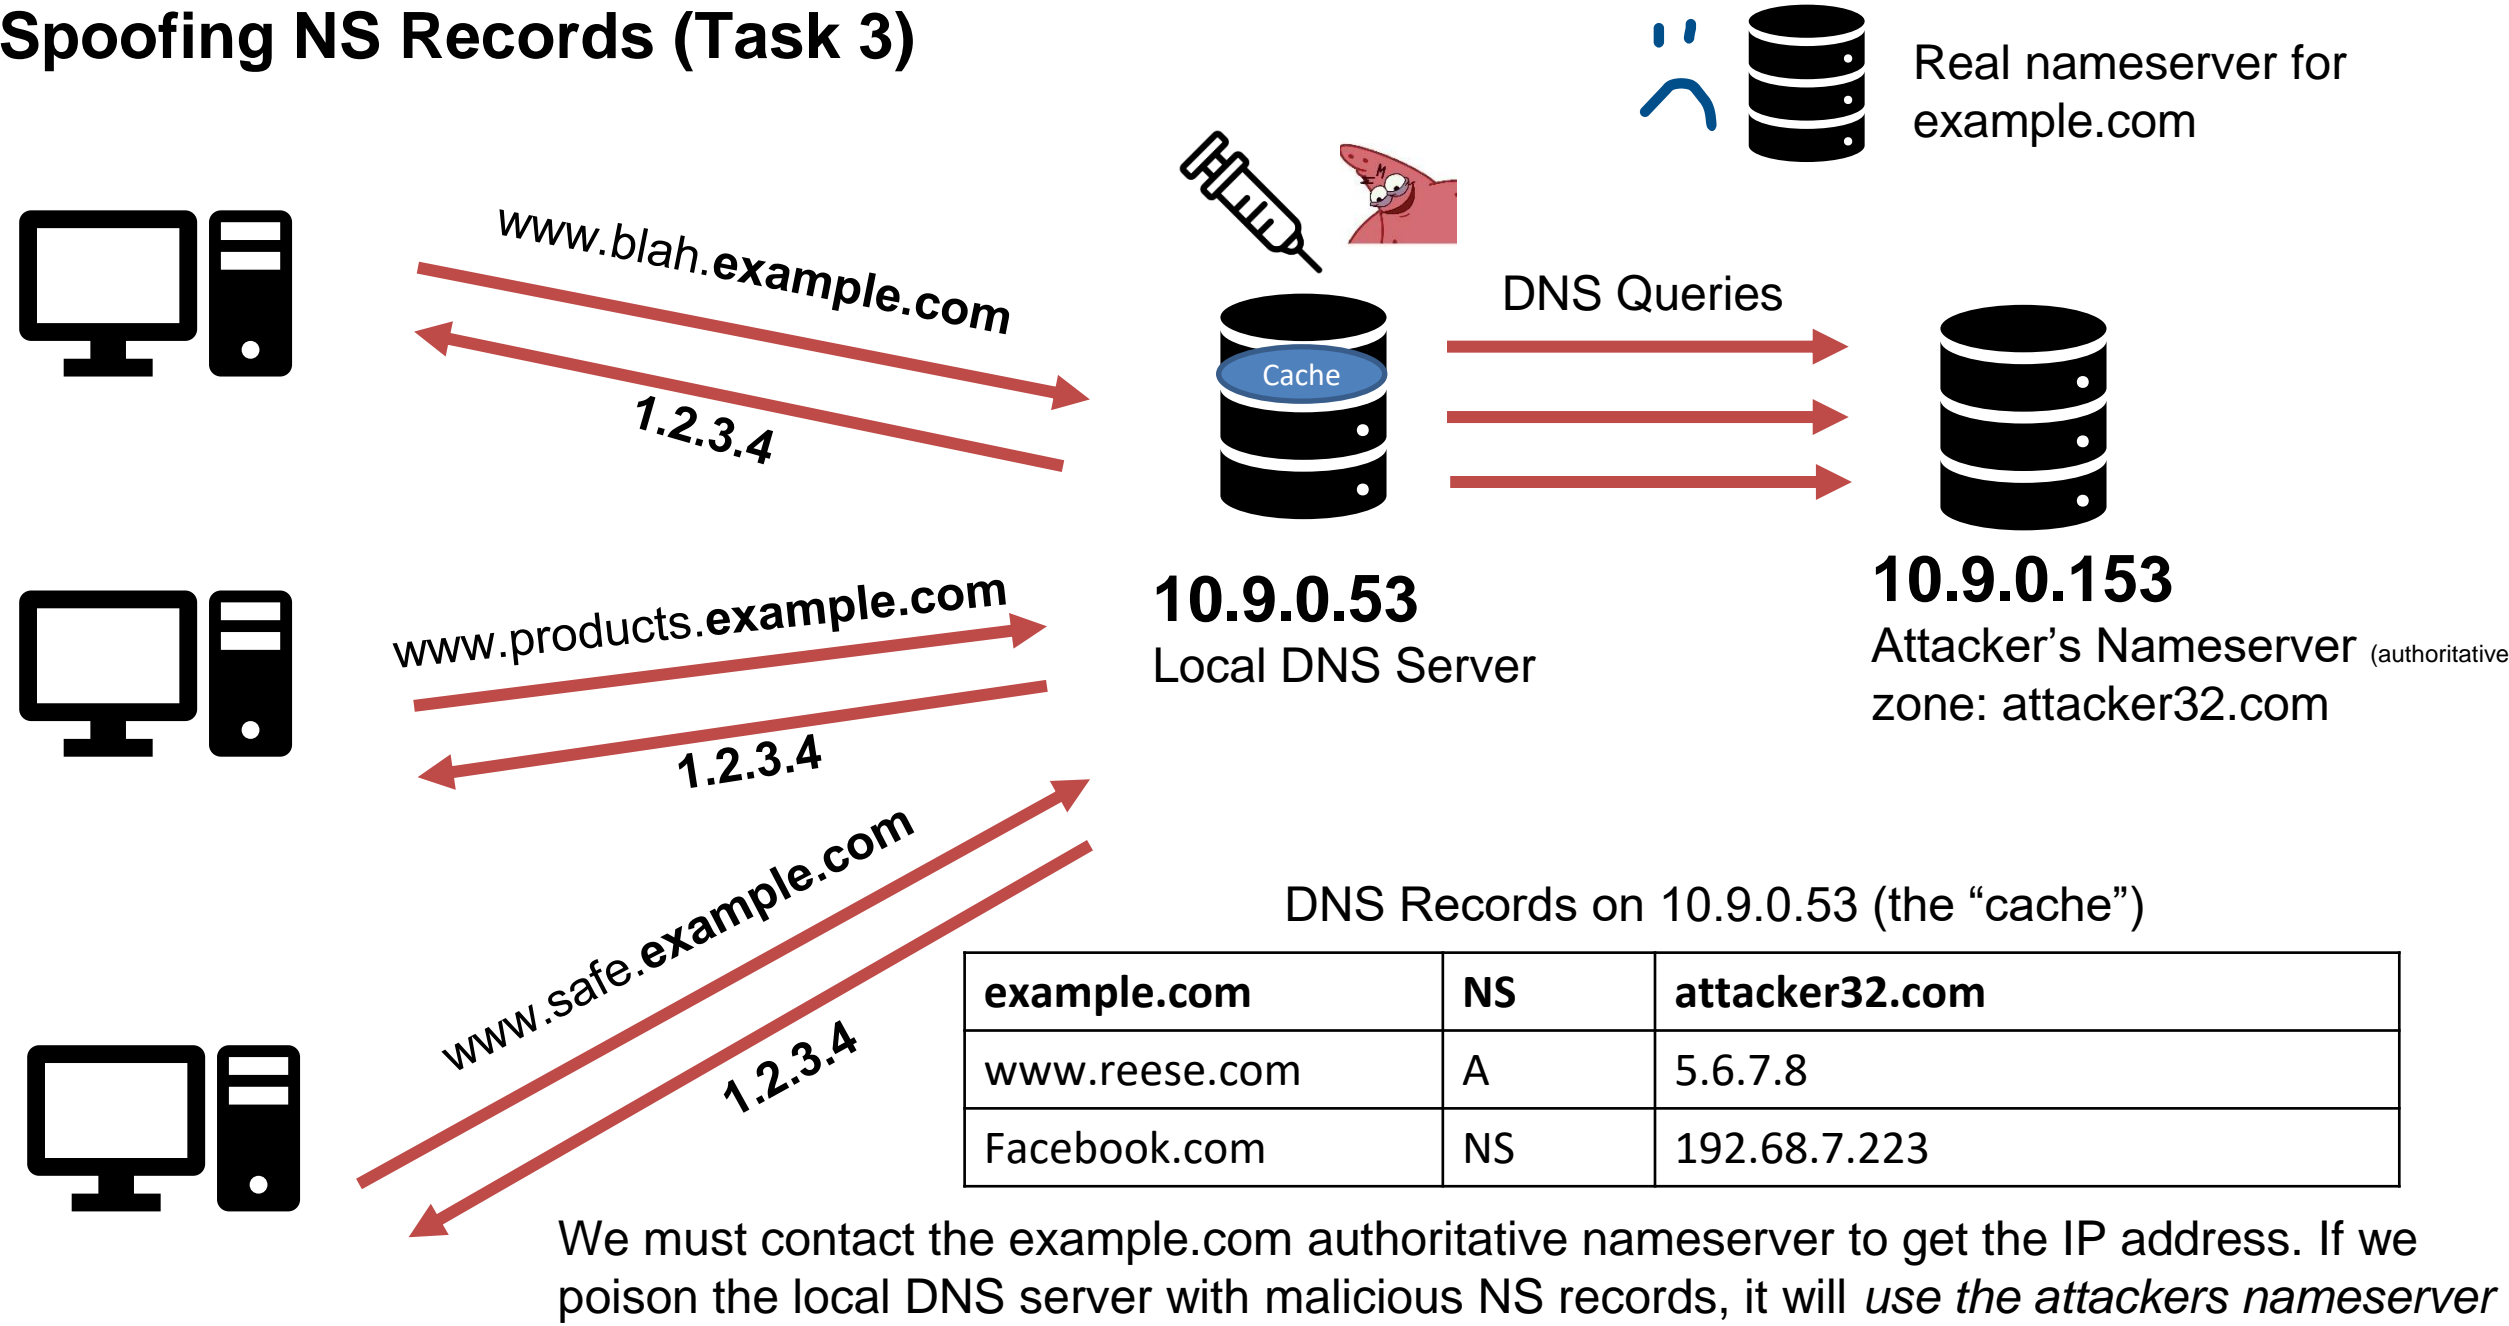 Spoofing NS Records (Task 3)
Real nameserver for
example.com
www.blah.example.com
1.2.3.4
DNS Queries
Cache
www.products.example.com
1.2.3.4
10.9.0.53
Local DNS Server
10.9.0.153
Attacker’s Nameserver (authoritative
zone: attacker32.com
www.safe.example.com
1.2.3.4
DNS Records on 10.9.0.53 (the “cache”)
example.com NS attacker32.com
www.reese.com A 5.6.7.8
Facebook.com NS 192.68.7.223
We must contact the example.com authoritative nameserver to get the IP address. If we
poison the local DNS server with malicious NS records, it will use the attackers nameserver